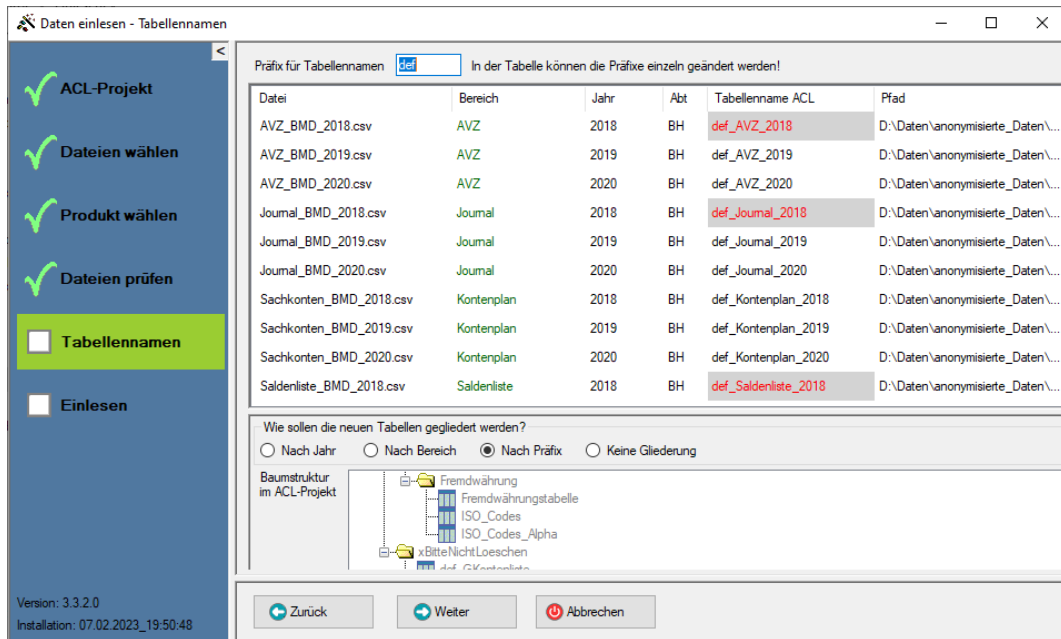 Daten einlesen - Tabellennamen
<
ACL-Projekt
Dateien wählen
Produkt wählen
Dateien prüfen
Tabellennamen
Einlesen
Version: 3.3.2.0
Installation: 07.02.2023_19:50:48
Präfix für Tabellennamen def In der Tabelle können die Präfixe einzeln geändert werden!
Datei Bereich Jahr Abt Tabellenname ACL Pfad
AVZ_BMD_2018.csv AVZ 2018 BH def_AVZ_2018 D:\Daten\anonymisierte_Daten\...
AVZ_BMD_2019.csv AVZ 2019 BH def_AVZ_2019 D:\Daten\anonymisierte_Daten\...
AVZ_BMD_2020.csv AVZ 2020 BH def_AVZ_2020 D:\Daten\anonymisierte_Daten\...
Journal_BMD_2018.csv Journal 2018 BH def_Journal_2018 D:\Daten\anonymisierte_Daten\...
Journal_BMD_2019.csv Journal 2019 BH def_Journal_2019 D:\Daten\anonymisierte_Daten\...
Journal_BMD_2020.csv Journal 2020 BH def_Journal_2020 D:\Daten\anonymisierte_Daten\...
Sachkonten_BMD_2018.csv Kontenplan 2018 BH def_Kontenplan_2018 D:\Daten\anonymisierte_Daten\...
Sachkonten_BMD_2019.csv Kontenplan 2019 BH def_Kontenplan_2019 D:\Daten\anonymisierte_Daten\...
Sachkonten_BMD_2020.csv Kontenplan 2020 BH def_Kontenplan_2020 D:\Daten\anonymisierte_Daten\...
Saldenliste_BMD_2018.csv Saldenliste 2018 BH def_Saldenliste_2018 D:\Daten\anonymisierte_Daten\...
Wie sollen die neuen Tabellen gegliedert werden?
Nach Jahr Nach Bereich Nach Präfix Keine Gliederung
Baumstruktur
im ACL-Projekt
Fremdwährung
Fremdwährungstabelle
ISO_Codes
ISO_Codes_Alpha
xBitteNichtLoeschen
def_GKontenliste
Zurück Weiter Abbrechen